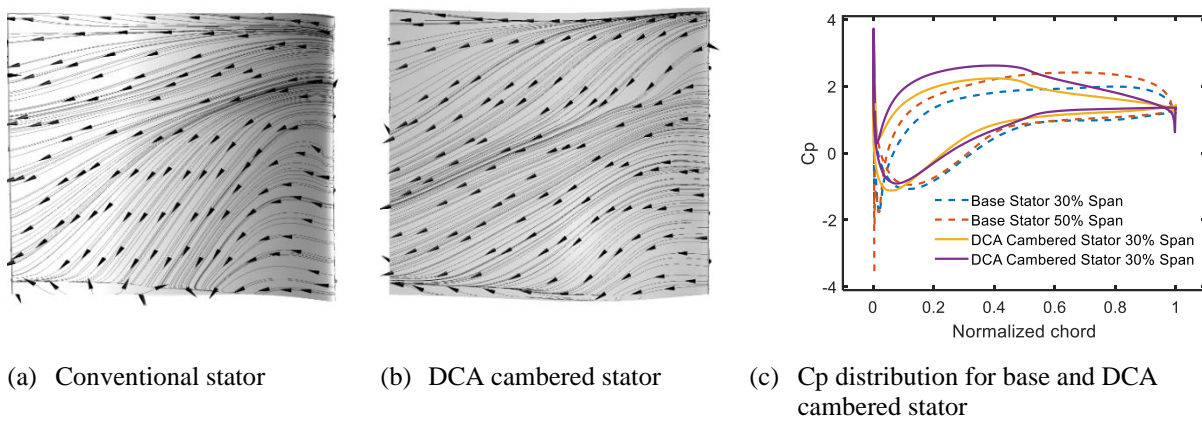 4
2
0
-2
-4
Cp
Base Stator 30% Span
Base Stator 50% Span
DCA Cambered Stator 30% Span
DCA Cambered Stator 30% Span
0 0.2 0.4 0.6 0.8 1
Normalized chord
(a) Conventional stator
(b) DCA cambered stator
(c) Cp distribution for base and DCA
cambered stator